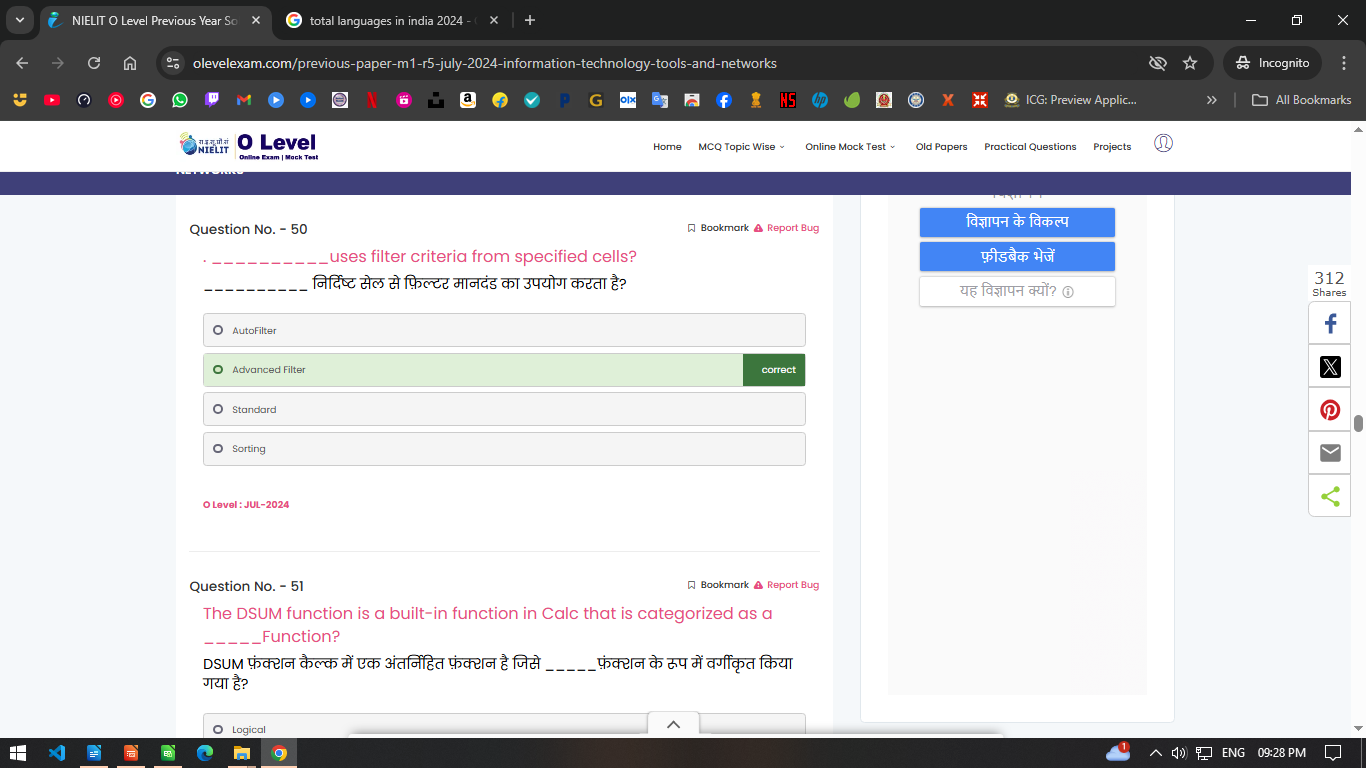 NIELIT O Level Previous Year So
total languages in india 2024 -
olevelexam.com/previous-paper-m1-r5-july-2024-information-technology-tools-and-networks
Incognito
ICG: Preview Applic...
All Bookmarks
रा.इ.सू.प्रौ.सं
NIELIT
O Level
Online Exam | Mock Test
Home
MCQ Topic Wise
Online Mock Test
Old Papers
Practical Questions
Projects
NETWORKS
Question No. - 50
Bookmark
Report Bug
. __________uses filter criteria from specified cells?
__________ निर्दिष्ट सेल से फ़िल्टर मानदंड का उपयोग करता है?
AutoFilter
Advanced Filter
correct
Standard
Sorting
O Level : JUL-2024
Question No. - 51
Bookmark
Report Bug
The DSUM function is a built-in function in Calc that is categorized as a
_____Function?
DSUM फ़ंक्शन कैल्क में एक अंतर्निहित फ़ंक्शन है जिसे _____फ़ंक्शन के रूप में वर्गीकृत किया
गया है?
Logical
विज्ञापन के विकल्प
फ़ीडबैक भेजें
यह विज्ञापन क्यों?
312
Shares
1
ENG
09:28 PM